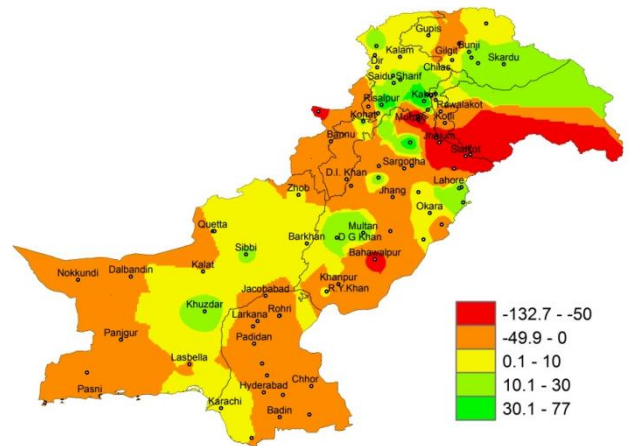 Gupis
Gilgit
Bunji
Kalam
Dir
Chilas
Skardu
Saidu Sharif
Risalpur
Kakul
Rawalakot
Kohat
Kotli
Bannu
Jhelum
Sialkot
Sargodha
D.I. Khan
Lahore
Zhob
Jhang
Okara
Quetta
Multan
Barkhan
D G Khan
Sibbi
Bahawalpur
Kalat
Dalbandin
Nokkundi
Khanpur
R.Y.Khan
Jacobabad
Khuzdar
Larkana
Rohri
Padidan
Panjgur
Lasbella
Pasni
Hyderabad
Chhor
Karachi
Badin
-132.7 - -50
-49.9 - 0
0.1 - 10
10.1 - 30
30.1 - 77